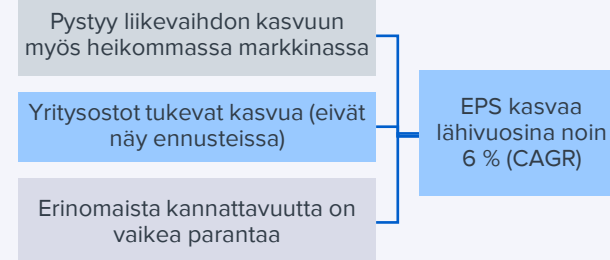 Pystyy liikevaihdon kasvuun
myös heikommassa markkinassa
Yritysostot tukevat kasvua (eivät
näy ennusteissa)
Erinomaista kannattavuutta on
vaikea parantaa
EPS kasvaa
lähivuosina noin
6 % (CAGR)